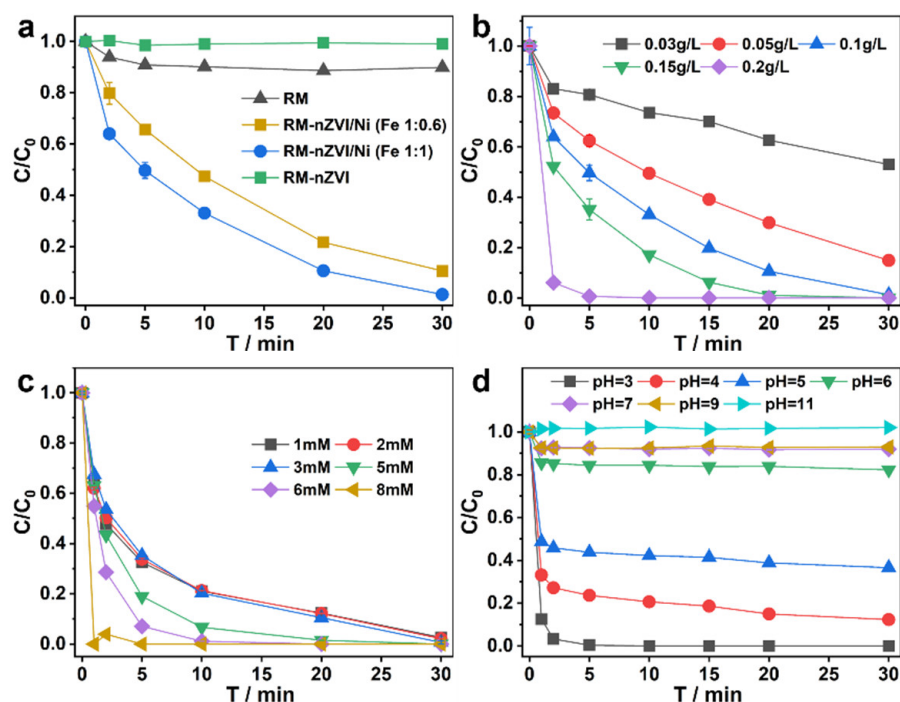 a
C/C0
1.0
0.8
0.6
0.4
0.2
0.0
RM
RM-nZVI/Ni (Fe 1:0.6)
RM-nZVI/Ni (Fe 1:1)
RM-nZVI
0 5 10 15 20 25 30
T / min
b
C/C0
1.0
0.8
0.6
0.4
0.2
0.0
0.03g/L 0.05g/L 0.1g/L
0.15g/L 0.2g/L
0 5 10 15 20 25 30
T / min
c
C/C0
1.0
0.8
0.6
0.4
0.2
0.0
1mM 2mM
3mM 5mM
6mM 8mM
0 5 10 15 20 25 30
T / min
d
C/C0
1.0
0.8
0.6
0.4
0.2
0.0
pH=3 pH=4 pH=5 pH=6
pH=7 pH=9 pH=11
0 5 10 15 20 25 30
T / min